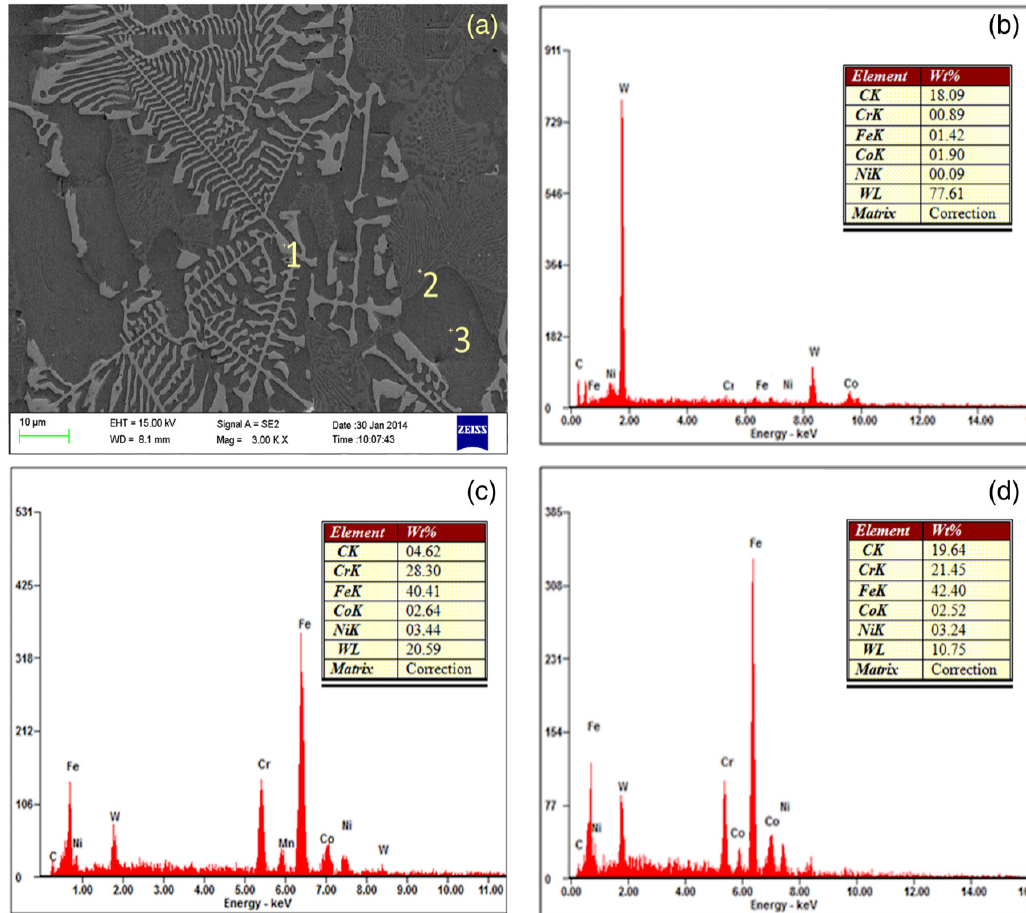 (a)
1
2
3
10 µm
EHT = 15.00 kV
WD = 8.1 mm
Signal A = SE2
Mag = 3.00 K X
Date :30 Jan 2014
Time :10:07:43
ZEISS
(b)
911
729
546
364
182
0
C
Fe
Ni
W
Cr
Fe
Ni
W
Co
0.00 2.00 4.00 6.00 8.00 10.00 12.00 14.00
Energy - keV
Element Wt%
CK 18.09
CrK 00.89
FeK 01.42
CoK 01.90
NiK 00.09
WL 77.61
Matrix Correction
(c)
531
425
318
212
106
0
C
Fe
Ni
W
Cr
Mn
Fe
Co
Ni
W
1.00 2.00 3.00 4.00 5.00 6.00 7.00 8.00 9.00 10.00 11.00
Energy - keV
Element Wt%
CK 04.62
CrK 28.30
FeK 40.41
CoK 02.64
NiK 03.44
WL 20.59
Matrix Correction
(d)
385
308
231
154
77
0
C
Fe
Ni
W
Cr
Co
Fe
Co
Ni
0.00 2.00 4.00 6.00 8.00 10.00 12.00 14.00
Energy - keV
Element Wt%
CK 19.64
CrK 21.45
FeK 42.40
CoK 02.52
NiK 03.24
WL 10.75
Matrix Correction